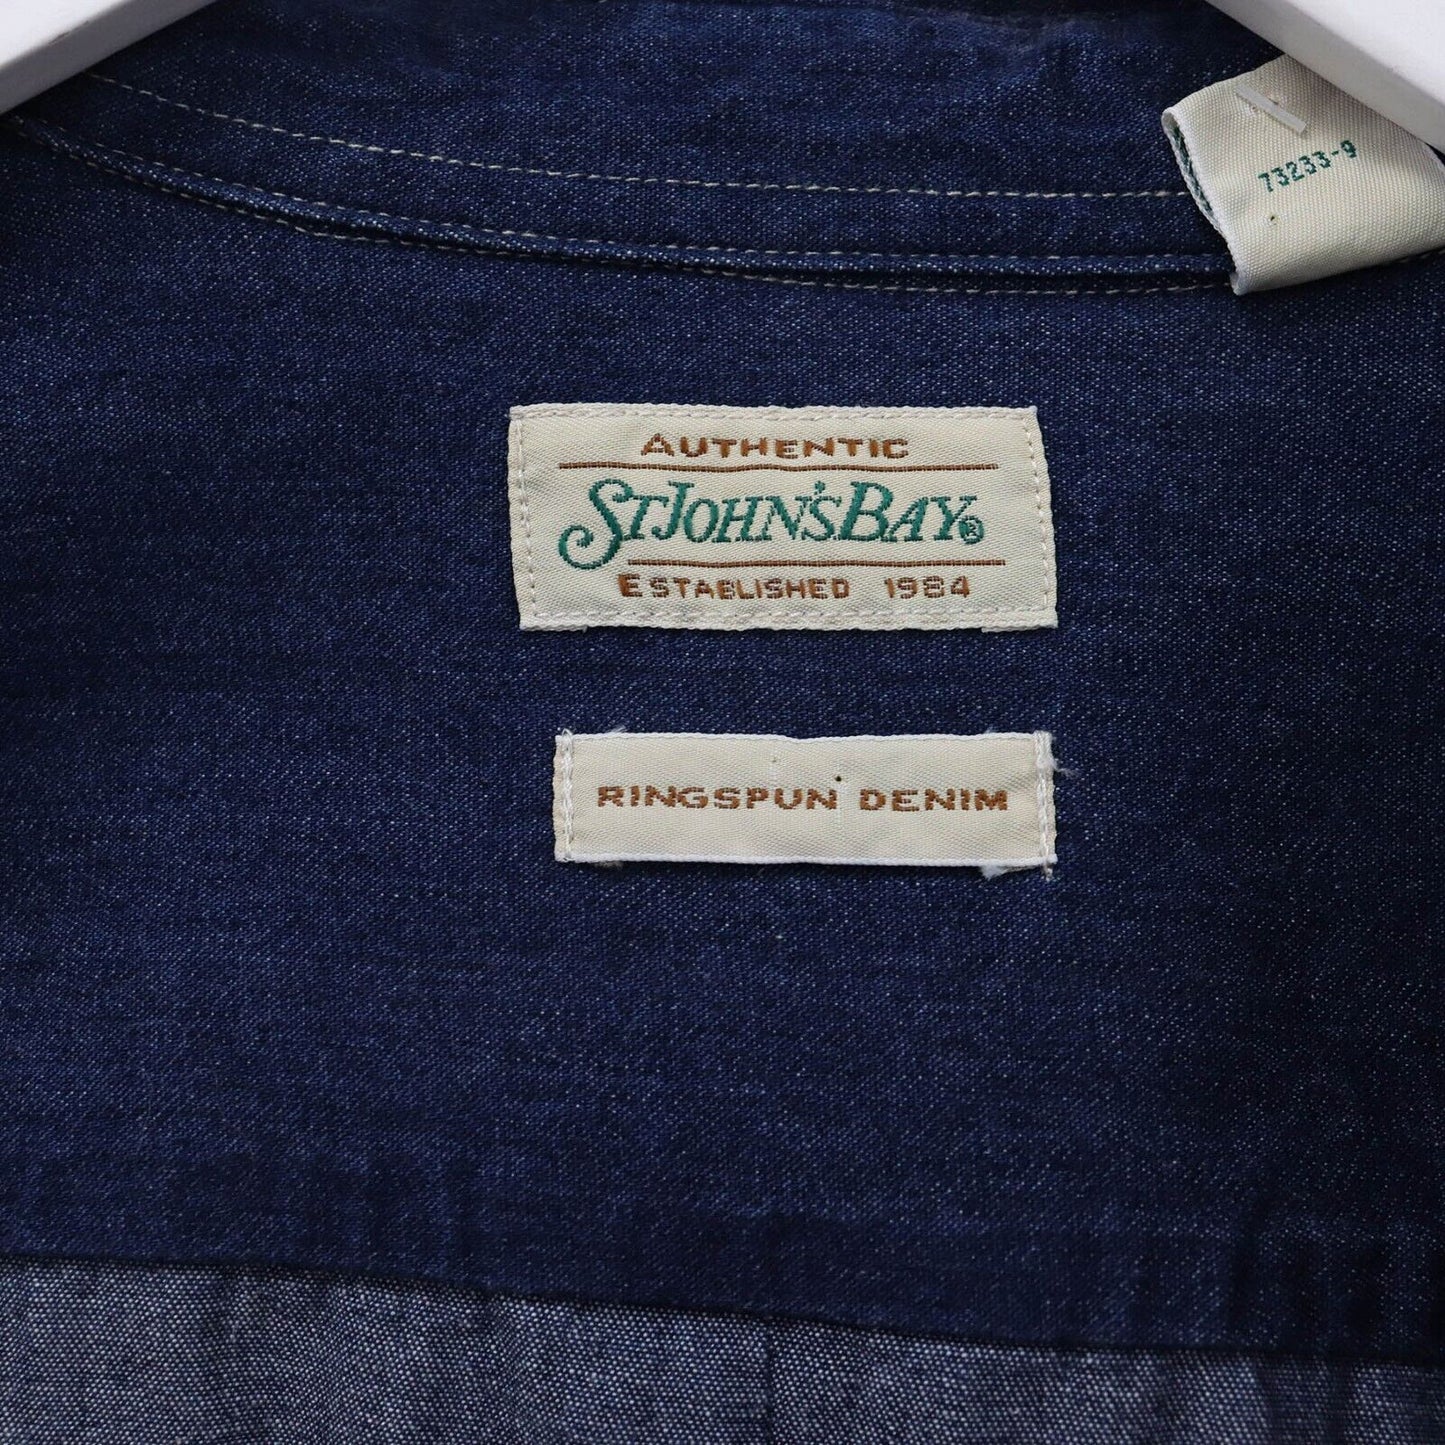 73233-9
AUTHENTIC
ST JOHN'S BAY®
ESTABLISHED 1984
RINGSPUN DENIM